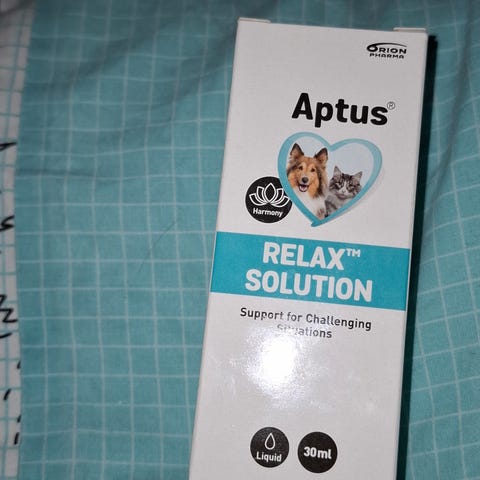 ORION
PHARMA
Aptus®
Harmony
RELAX™
SOLUTION
Support for Challenging
Situations
Liquid
30ml